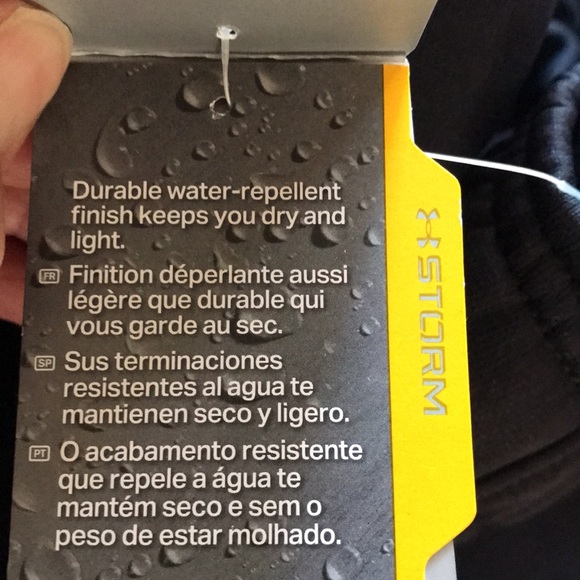 Durable water-repellent
finish keeps you dry and
light.
FR Finition déperlante aussi
légère que durable qui
vous garde au sec.
SP Sus terminaciones
resistentes al agua te
mantienen seco y ligero.
PT O acabamento resistente
que repele a água te
mantém seco e sem o
peso de estar molhado.
STORM